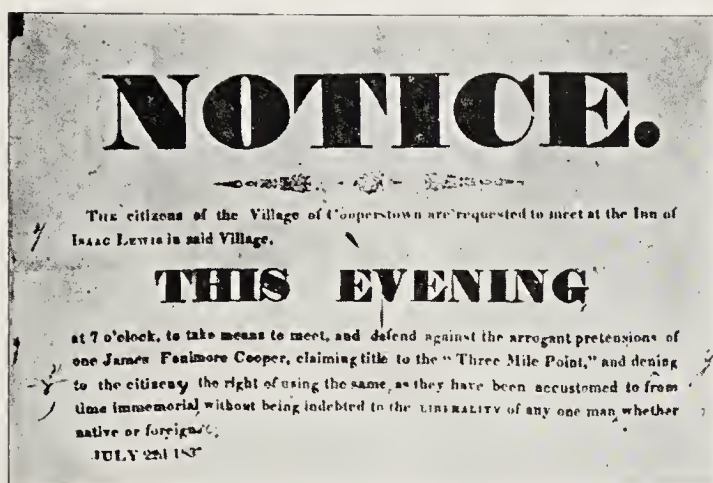 NOTICE.
THE citizens of the Village of Cooperstown are requested to meet at the Inn of
ISAAC LEWIS in said Village,
THIS EVENING
at 7 o'clock, to take means to meet, and defend against the arrogant pretensions of
one James Fenimore Cooper, claiming title to the " Three Mile Point," and denying
to the citizens the right of using the same, as they have been accustomed to from
time immemorial without being indebted to the LIBERALITY of any one man whether
native or foreigner.
JULY